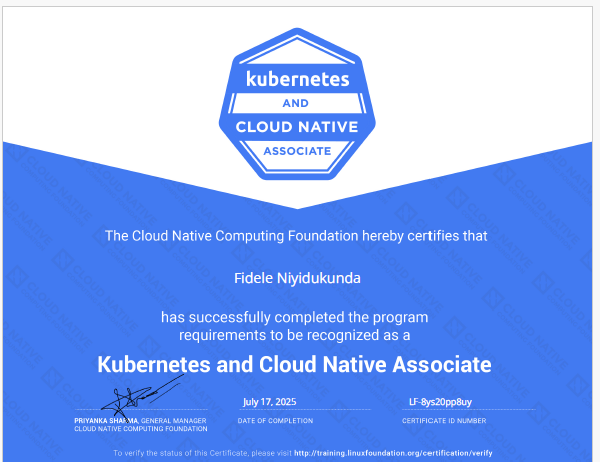 kubernetes
AND
CLOUD NATIVE
ASSOCIATE
The Cloud Native Computing Foundation hereby certifies that
Fidele Niyidukunda
has successfully completed the program
requirements to be recognized as a
Kubernetes and Cloud Native Associate
July 17, 2025
LF-8ys20pp8uy
PRIYANKA SHARMA, GENERAL MANAGER
CLOUD NATIVE COMPUTING FOUNDATION
DATE OF COMPLETION
CERTIFICATE ID NUMBER
To verify the status of this Certificate, please visit http://training.linuxfoundation.org/certification/verify